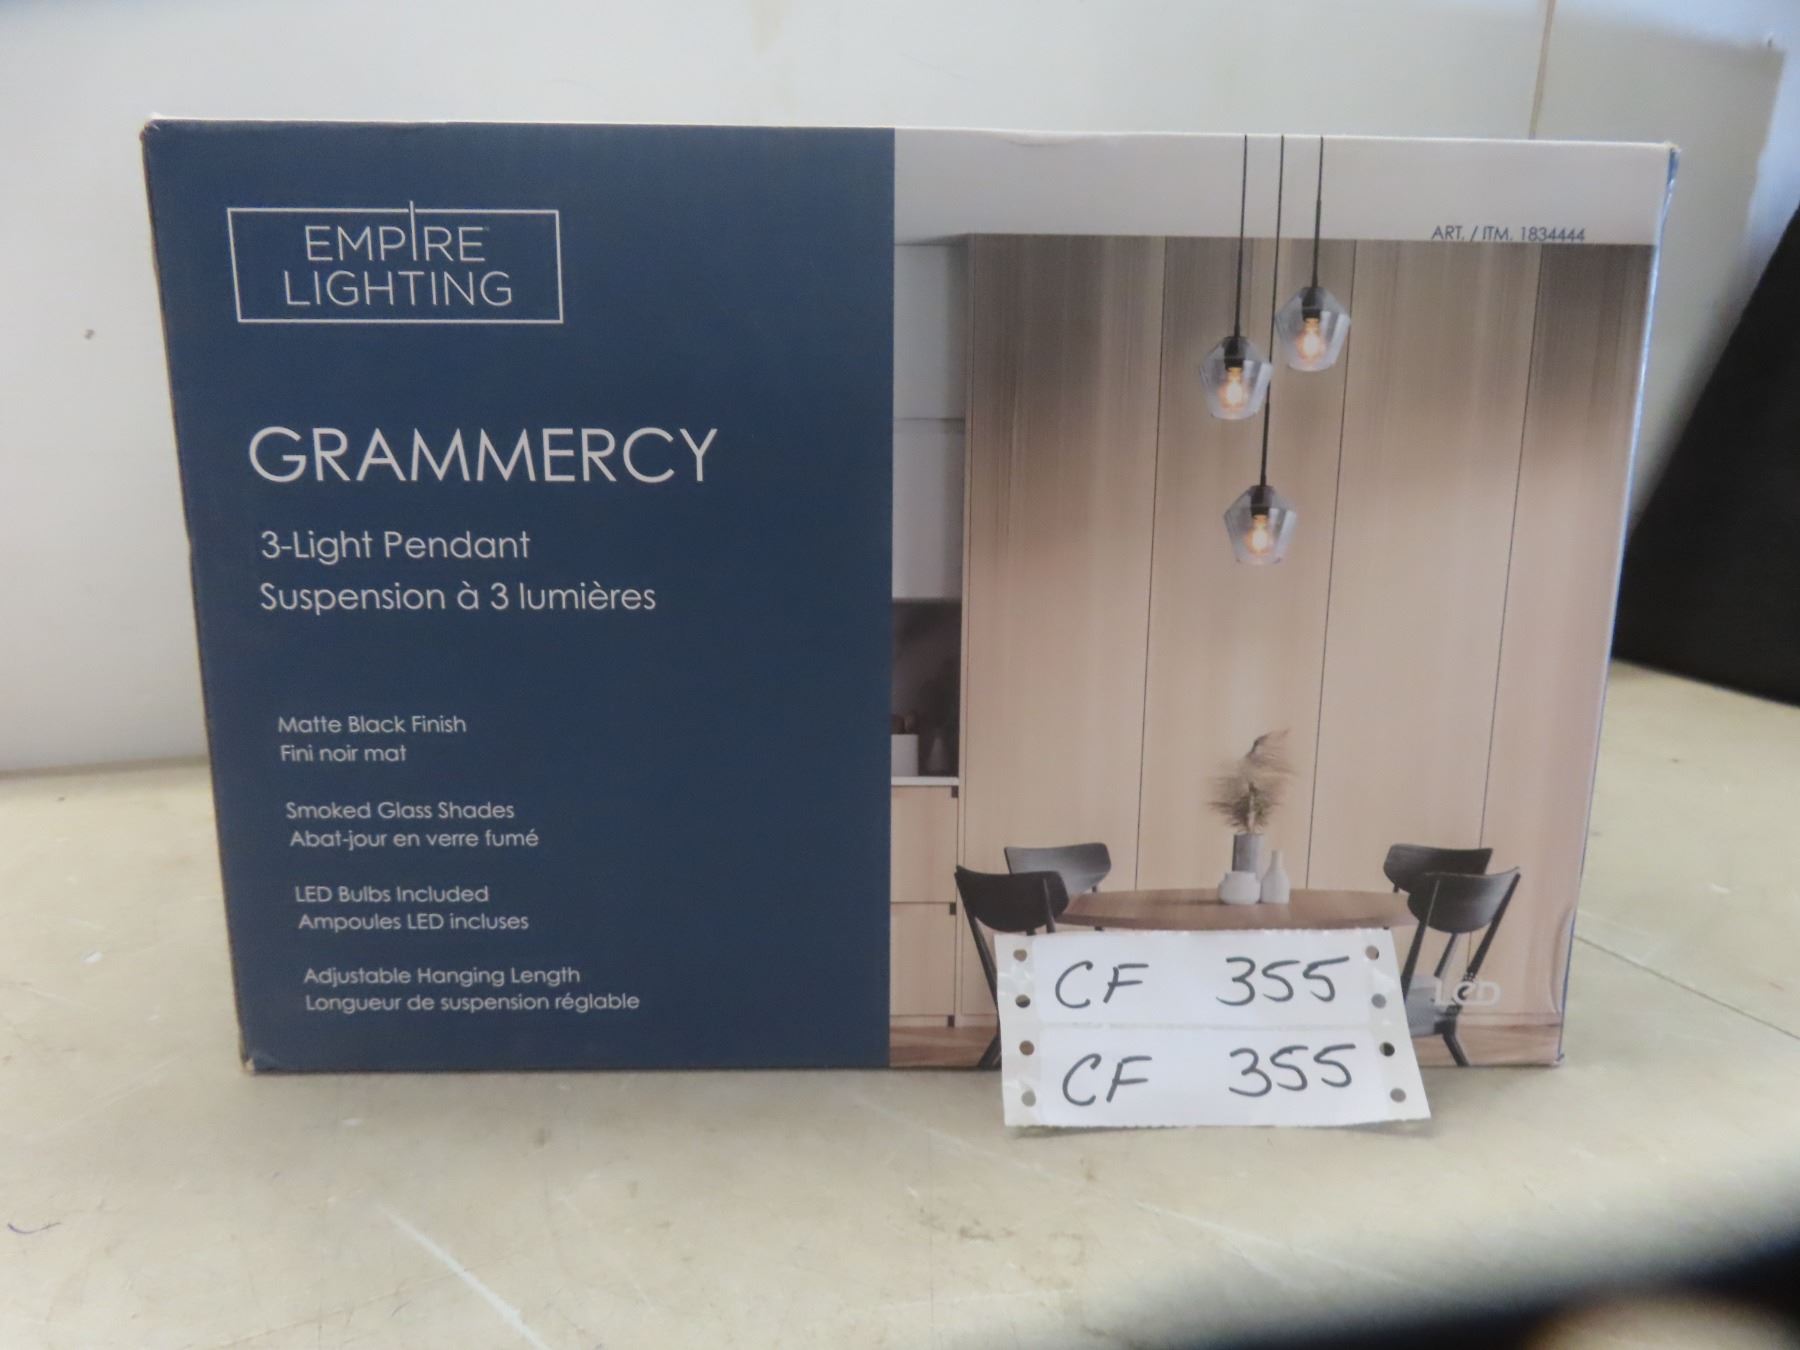 EMPIRE
LIGHTING
GRAMMERCY
3-Light Pendant
Suspension à 3 lumières
Matte Black Finish
Fini noir mat
Smoked Glass Shades
Abat-jour en verre fumé
LED Bulbs Included
Ampoules LED incluses
Adjustable Hanging Length
Longueur de suspension réglable
ART. / ITM. 1834444
LED
CF 355
CF 355